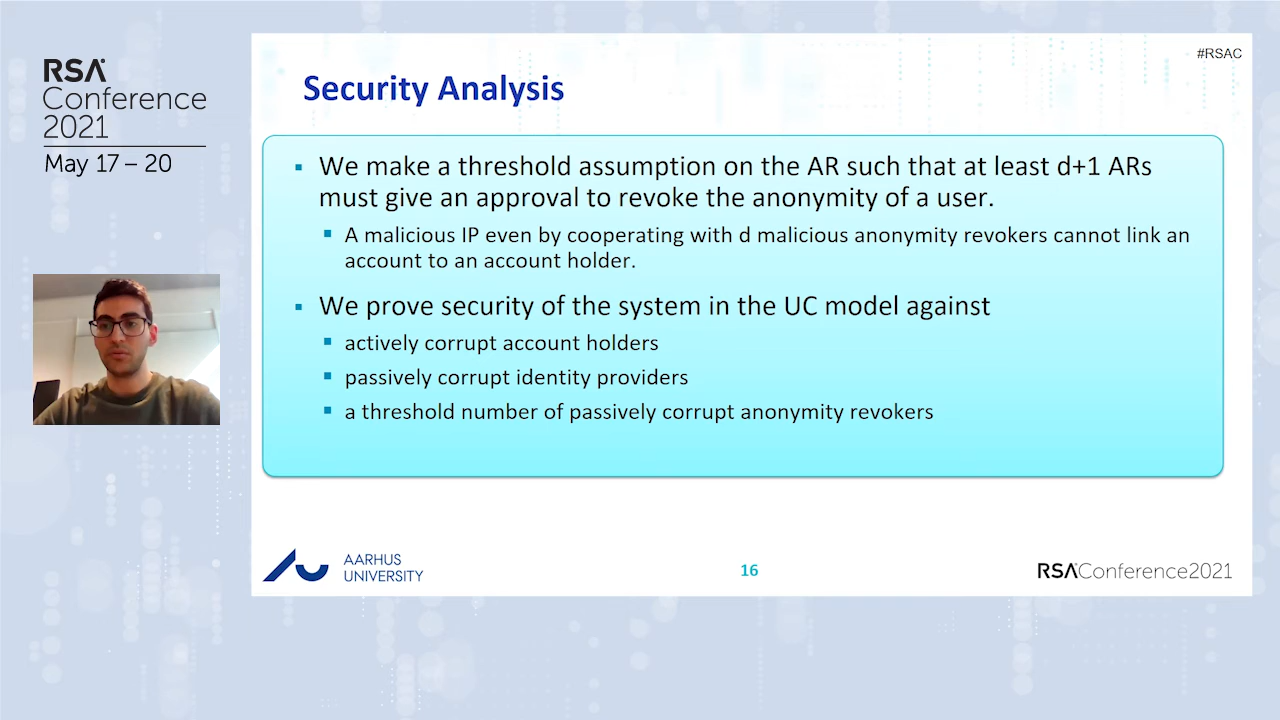 RSA
Conference
2021
May 17 – 20
#RSAC
Security Analysis
▪ We make a threshold assumption on the AR such that at least d+1 ARs
must give an approval to revoke the anonymity of a user.
▪ A malicious IP even by cooperating with d malicious anonymity revokers cannot link an
account to an account holder.
▪ We prove security of the system in the UC model against
▪ actively corrupt account holders
▪ passively corrupt identity providers
▪ a threshold number of passively corrupt anonymity revokers
AARHUS
UNIVERSITY
16
RSAConference2021